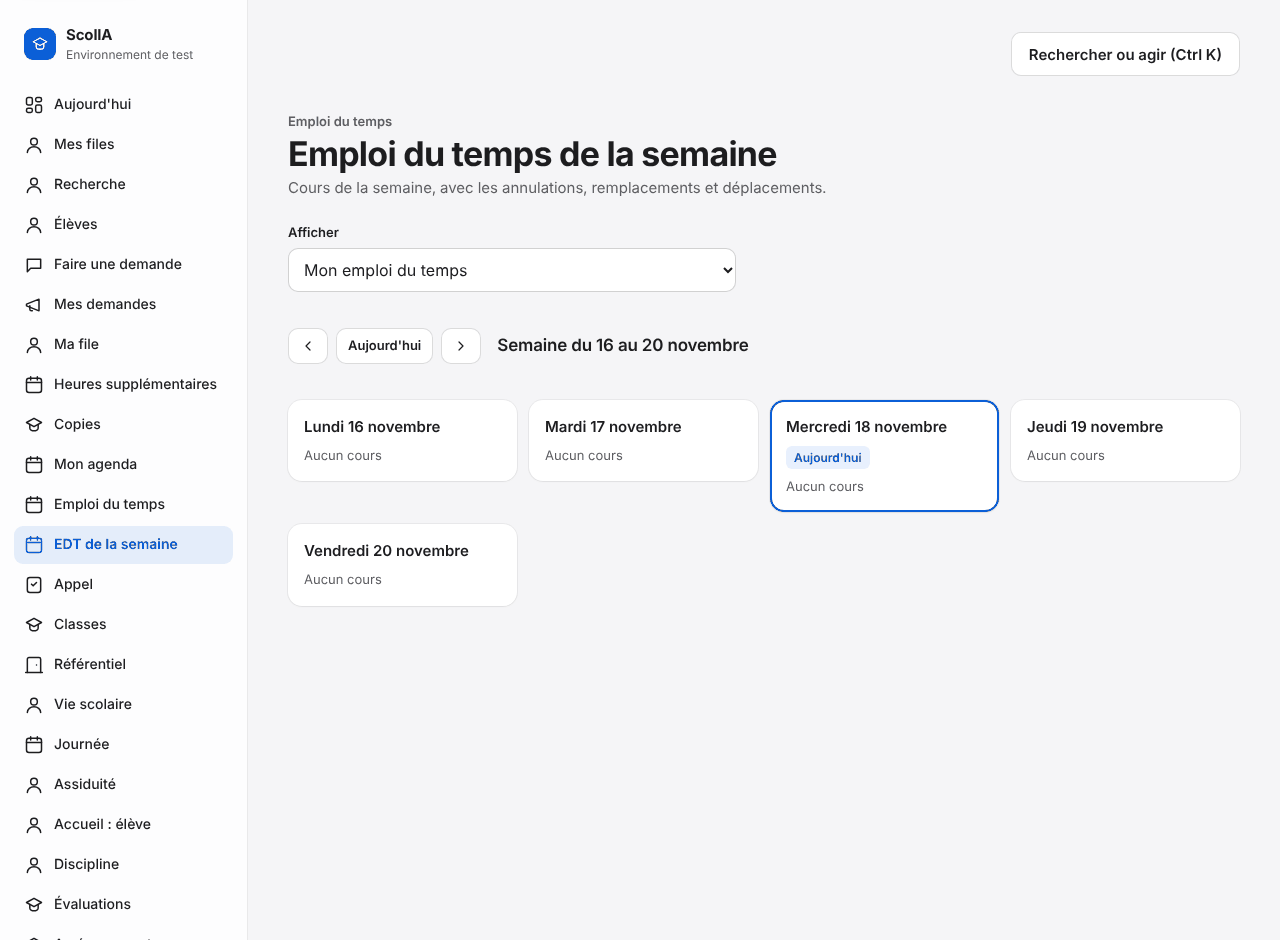 ScolIA
Environnement de test
Aujourd'hui
Mes files
Recherche
Élèves
Faire une demande
Mes demandes
Ma file
Heures supplémentaires
Copies
Mon agenda
Emploi du temps
EDT de la semaine
Appel
Classes
Référentiel
Vie scolaire
Journée
Assiduité
Accueil : élève
Discipline
Évaluations
Rechercher ou agir (Ctrl K)
Emploi du temps
Emploi du temps de la semaine
Cours de la semaine, avec les annulations, remplacements et déplacements.
Afficher
Mon emploi du temps
Aujourd'hui
Semaine du 16 au 20 novembre
Lundi 16 novembre
Aucun cours
Mardi 17 novembre
Aucun cours
Mercredi 18 novembre
Aujourd'hui
Aucun cours
Jeudi 19 novembre
Aucun cours
Vendredi 20 novembre
Aucun cours